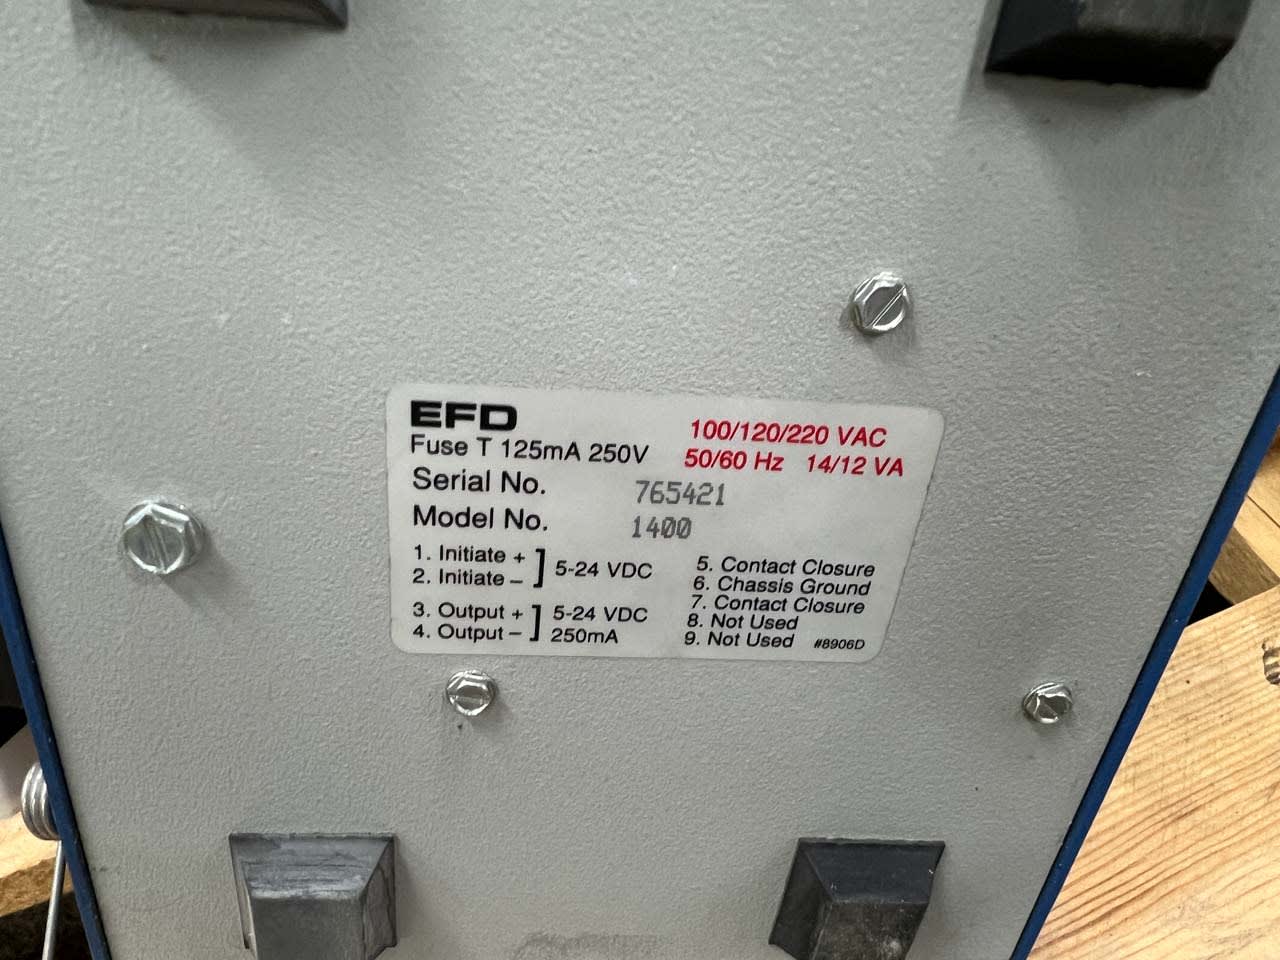 EFD
Fuse T 125mA 250V
100/120/220 VAC
50/60 Hz 14/12 VA
Serial No. 765421
Model No. 1400
1. Initiate +
2. Initiate –
] 5-24 VDC
3. Output +
4. Output –
] 5-24 VDC
250mA
5. Contact Closure
6. Chassis Ground
7. Contact Closure
8. Not Used
9. Not Used
#8906D